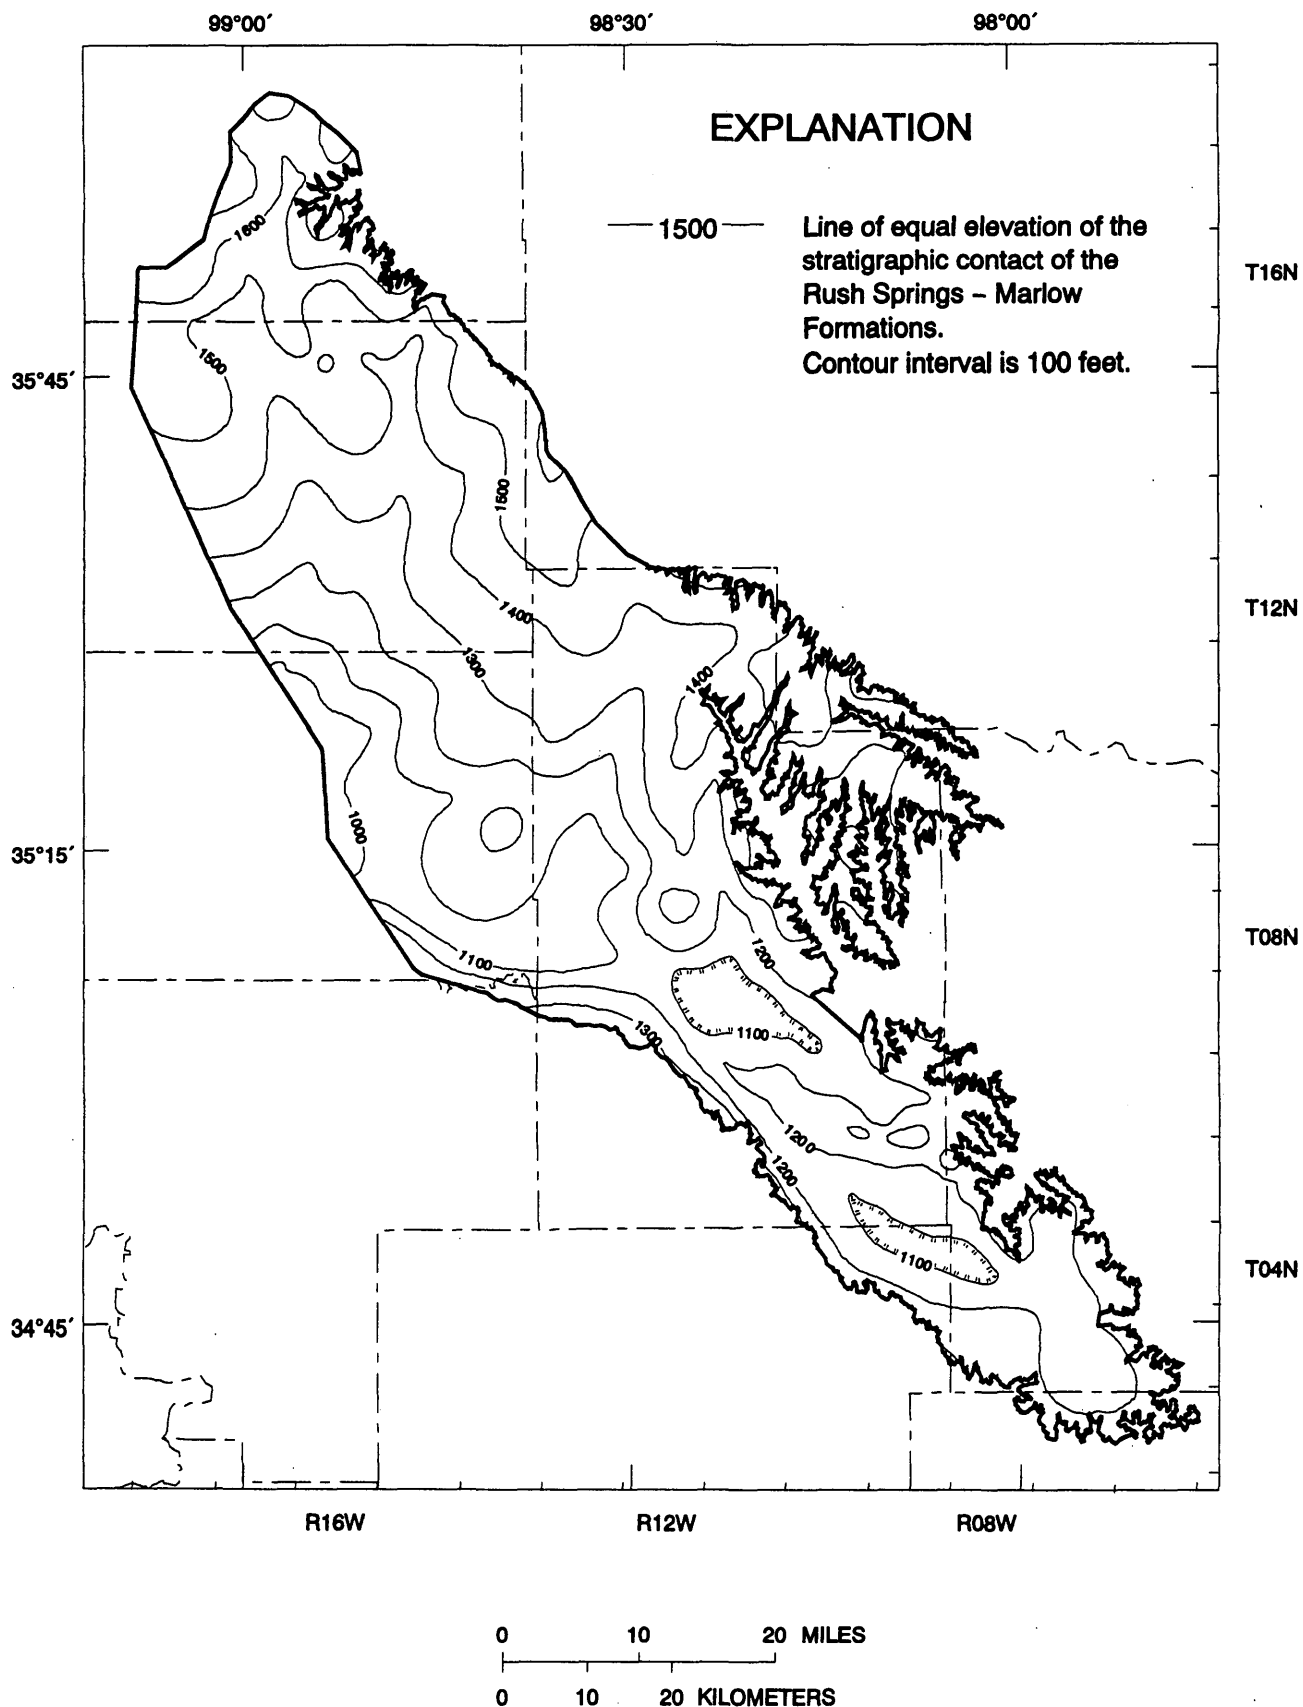 99°00′ 98°30′ 98°00′
EXPLANATION
1500
Line of equal elevation of the
stratigraphic contact of the
Rush Springs – Marlow
Formations.
Contour interval is 100 feet.
T16N
1600
1500
35°45′
1500
1400
T12N
1300
1400
1000
35°15′
T08N
1200
1100
1100
1300
1200
1200
1100
T04N
34°45′
R16W R12W R08W
0 10 20 MILES
0 10 20 KILOMETERS